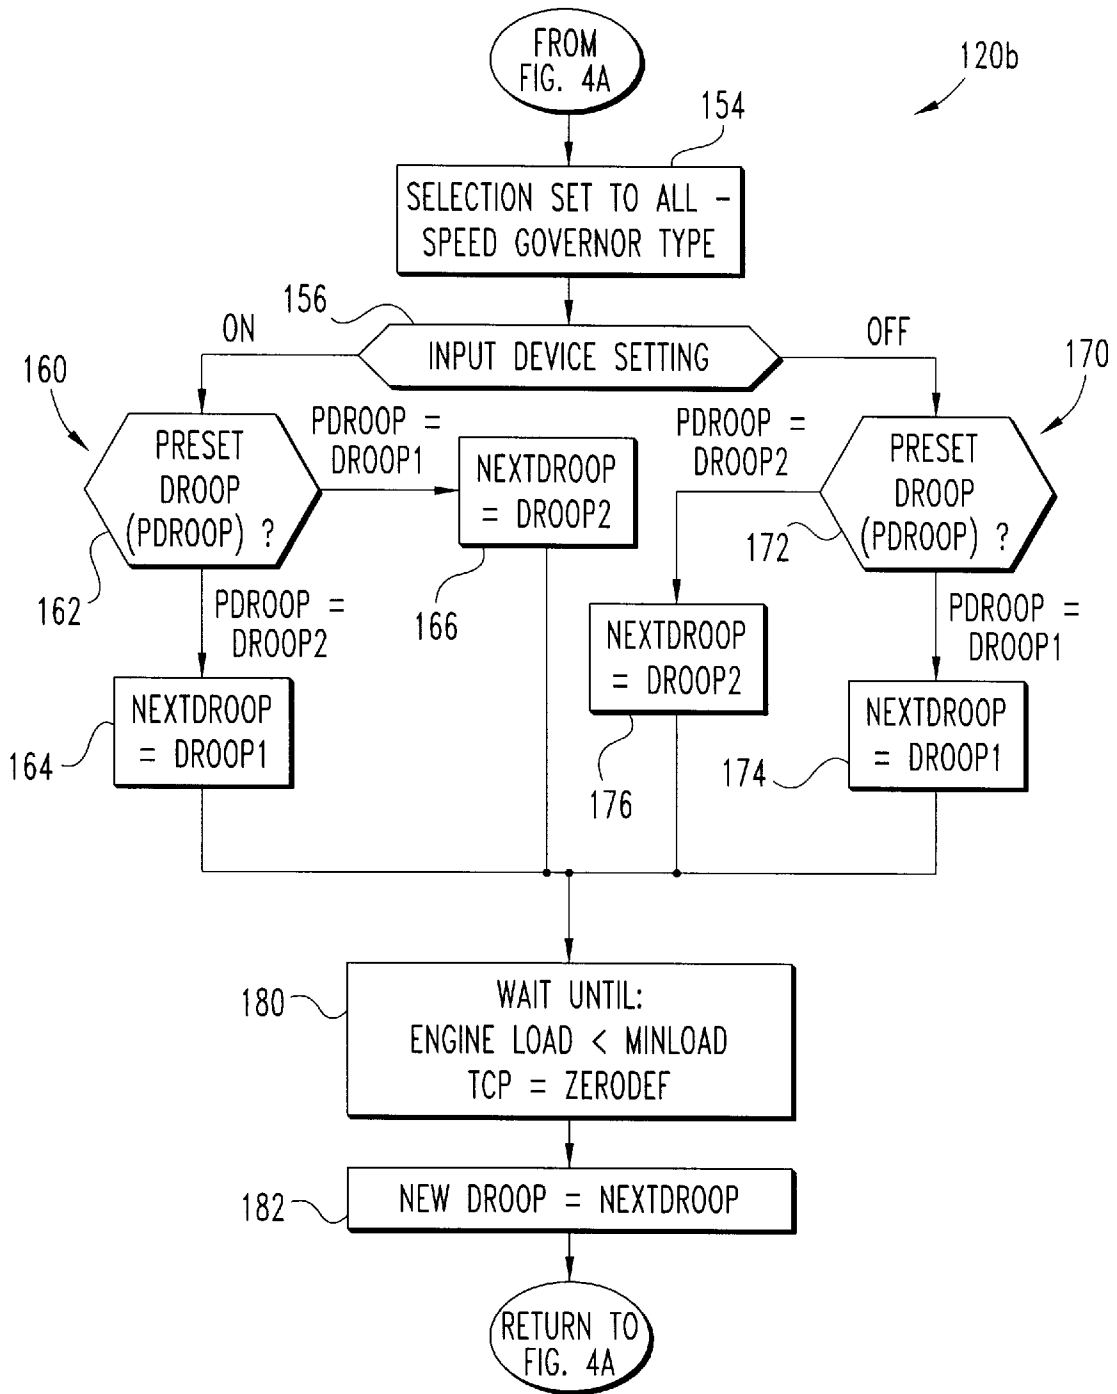 FROM
FIG. 4A
120b
154
SELECTION SET TO ALL -
SPEED GOVERNOR TYPE
156
ON
INPUT DEVICE SETTING
OFF
160
170
PRESET
DROOP
(PDROOP) ?
162
PDROOP =
DROOP1
NEXTDROOP
= DROOP2
166
PDROOP =
DROOP2
PRESET
DROOP
(PDROOP) ?
172
PDROOP =
DROOP2
NEXTDROOP
= DROOP1
164
NEXTDROOP
= DROOP2
176
PDROOP =
DROOP1
NEXTDROOP
= DROOP1
174
180
WAIT UNTIL:
ENGINE LOAD < MINLOAD
TCP = ZERODEF
182
NEW DROOP = NEXTDROOP
RETURN TO
FIG. 4A